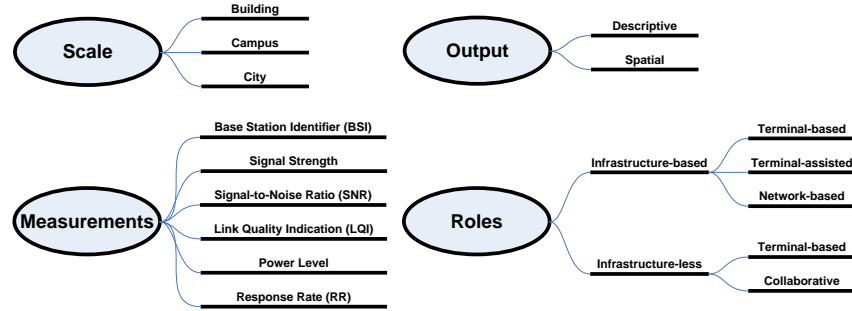 Scale
Building
Campus
City
Output
Descriptive
Spatial
Measurements
Base Station Identifier (BSI)
Signal Strength
Signal-to-Noise Ratio (SNR)
Link Quality Indication (LQI)
Power Level
Response Rate (RR)
Roles
Infrastructure-based
Terminal-based
Terminal-assisted
Network-based
Infrastructure-less
Terminal-based
Collaborative